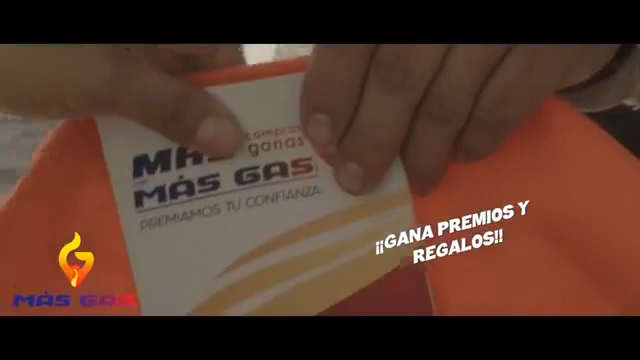 MÁS
compras
ganas
MÁS GAS
PREMIAMOS TU CONFIANZA
¡¡GANA PREMIOS Y
REGALOS!!
MÁS GAS